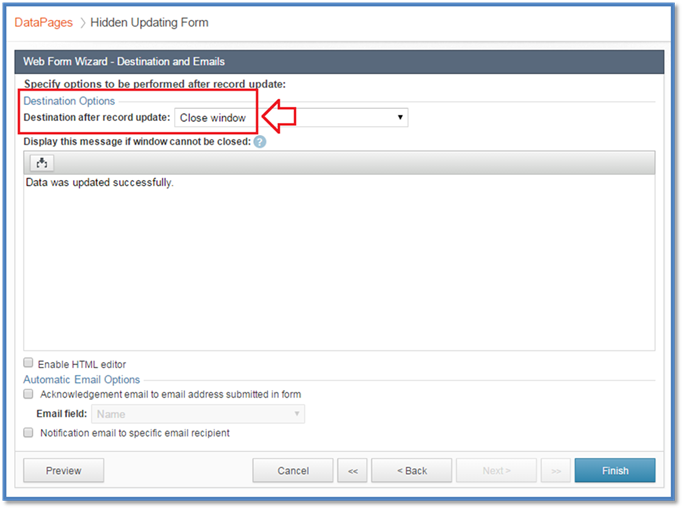 DataPages > Hidden Updating Form
Web Form Wizard - Destination and Emails
Specify options to be performed after record update:
Destination Options
Destination after record update: Close window
Display this message if window cannot be closed: ?
Data was updated successfully.
Enable HTML editor
Automatic Email Options
Acknowledgement email to email address submitted in form
Email field: Name
Notification email to specific email recipient
Preview Cancel << < Back Next > >> Finish